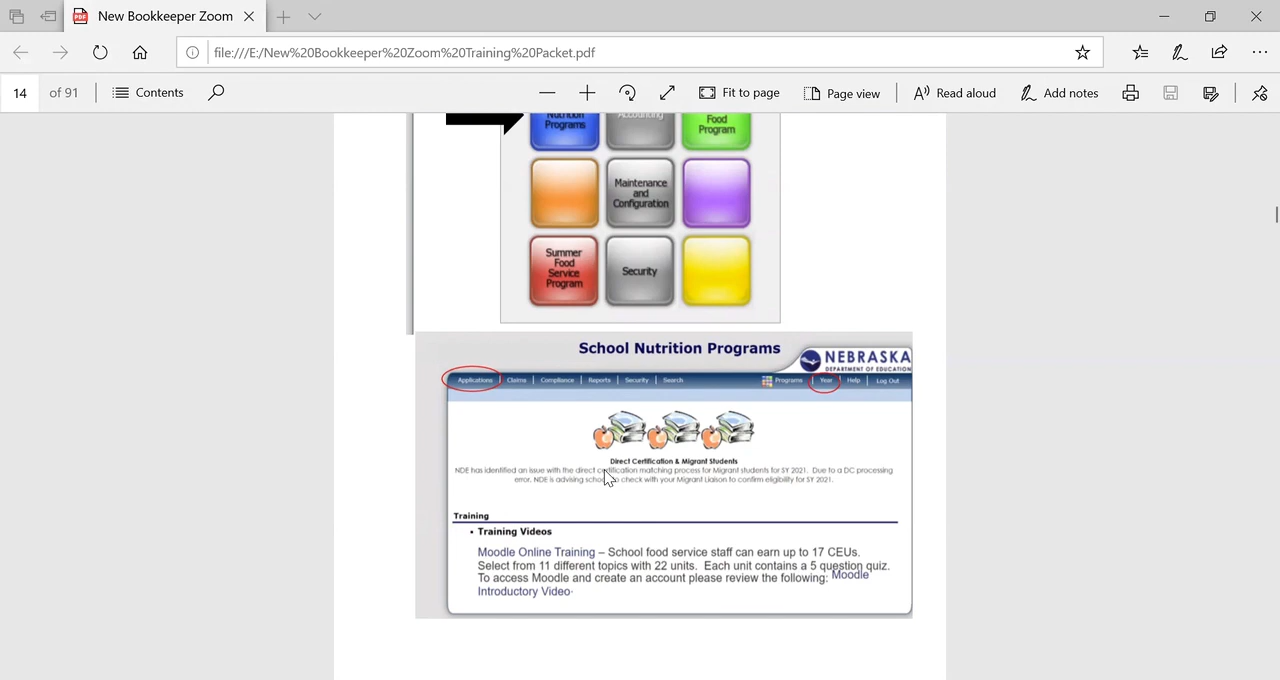 New Bookkeeper Zoom
file:///E:/New%20Bookkeeper%20Zoom%20Training%20Packet.pdf
14 of 91 Contents Fit to page Page view Read aloud Add notes
Nutrition Programs
Accounting
Food Program
Maintenance and Configuration
Summer Food Service Program
Security
School Nutrition Programs
NEBRASKA
DEPARTMENT OF EDUCATION
Applications | Claims | Compliance | Reports | Security | Search Programs | Year | Help | Log Out
Direct Certification & Migrant Students
NDE has identified an issue with the direct certification matching process for Migrant students for SY 2021. Due to a DC processing
error, NDE is advising schools to check with your Migrant Liaison to confirm eligibility for SY 2021.
Training
• Training Videos
Moodle Online Training – School food service staff can earn up to 17 CEUs.
Select from 11 different topics with 22 units. Each unit contains a 5 question quiz.
To access Moodle and create an account please review the following: Moodle
Introductory Video·